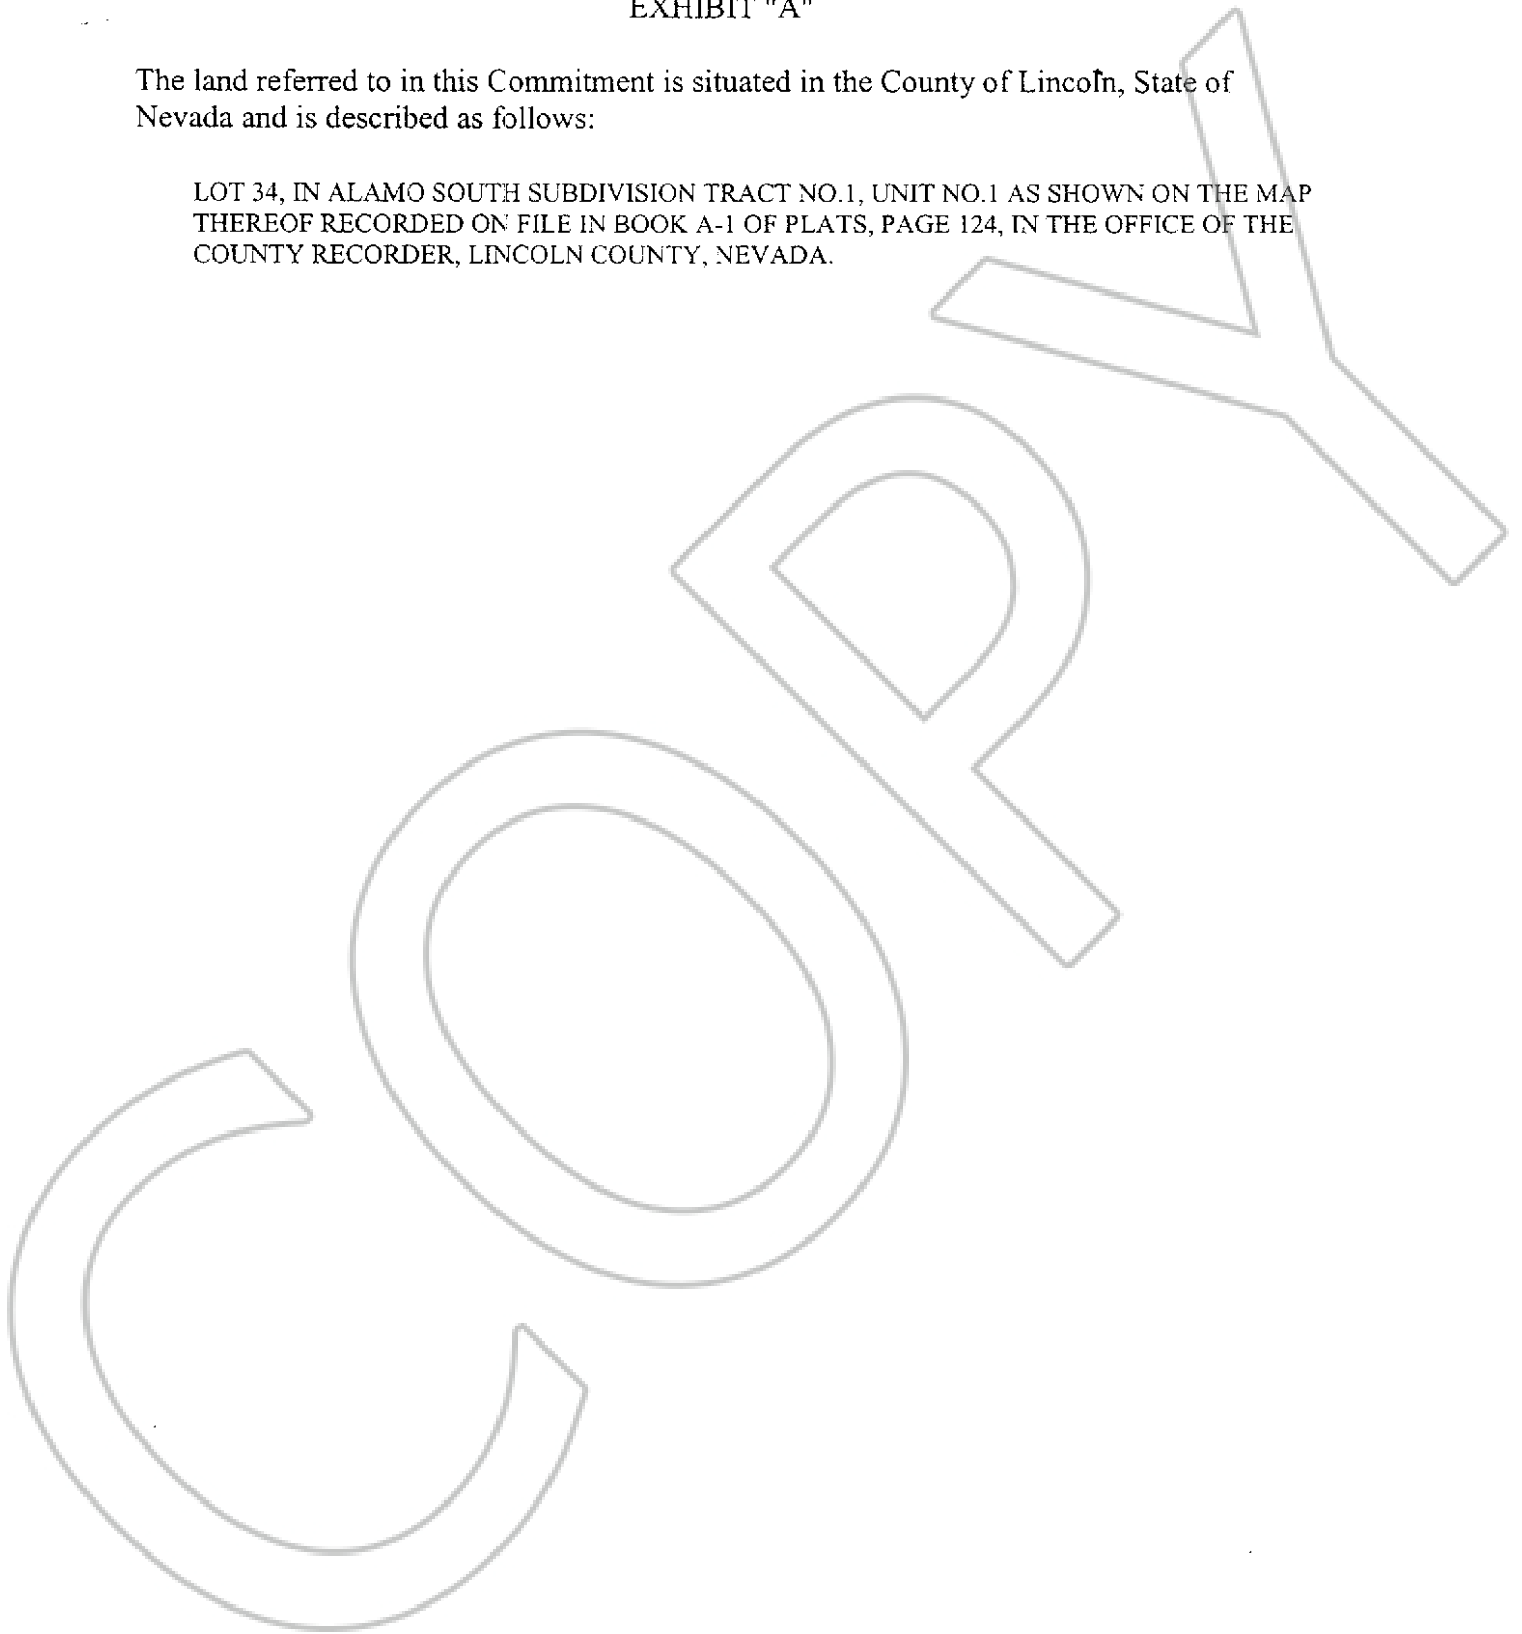 EXHIBIT "A"
The land referred to in this Commitment is situated in the County of Lincoln, State of
Nevada and is described as follows:
LOT 34, IN ALAMO SOUTH SUBDIVISION TRACT NO.1, UNIT NO.1 AS SHOWN ON THE MAP
THEREOF RECORDED ON FILE IN BOOK A-1 OF PLATS, PAGE 124, IN THE OFFICE OF THE
COUNTY RECORDER, LINCOLN COUNTY, NEVADA.
COPY